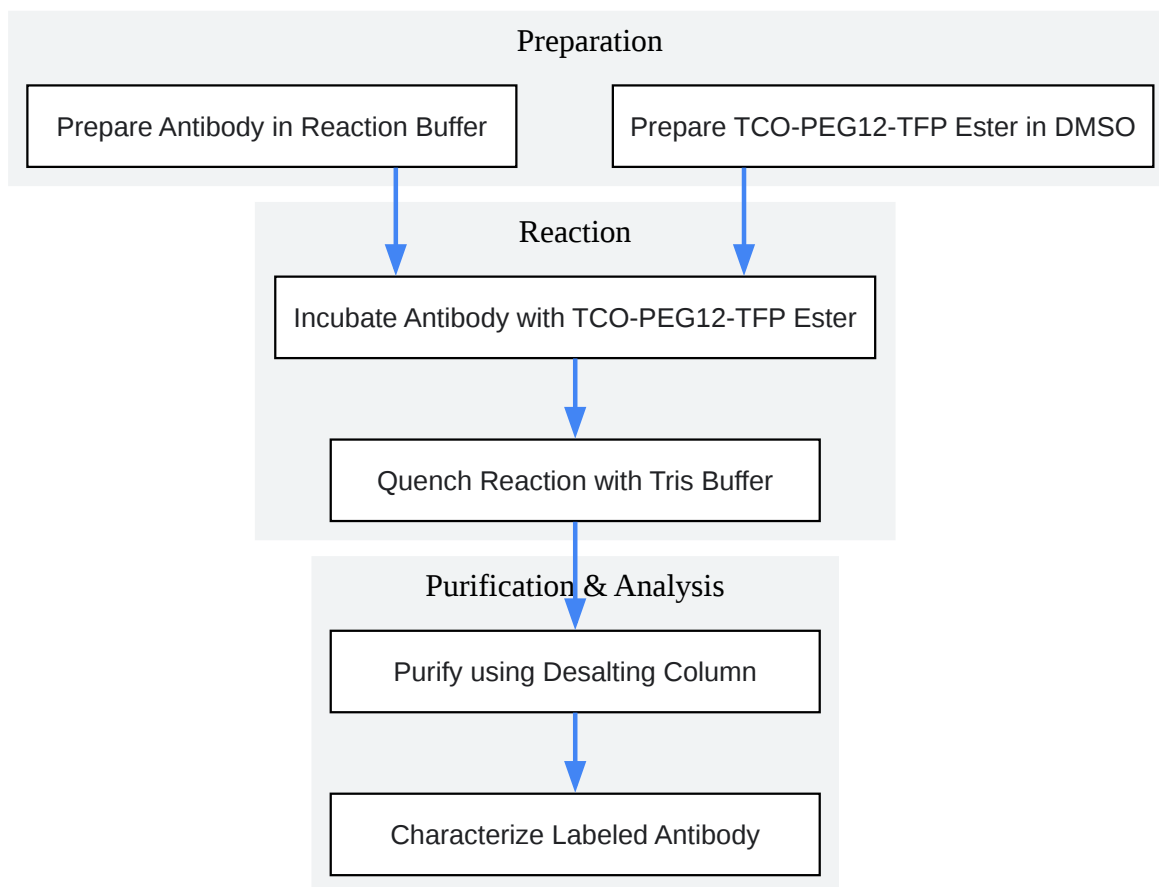 Preparation
Prepare Antibody in Reaction Buffer
Prepare TCO-PEG12-TFP Ester in DMSO
Reaction
Incubate Antibody with TCO-PEG12-TFP Ester
Quench Reaction with Tris Buffer
Purification & Analysis
Purify using Desalting Column
Characterize Labeled Antibody